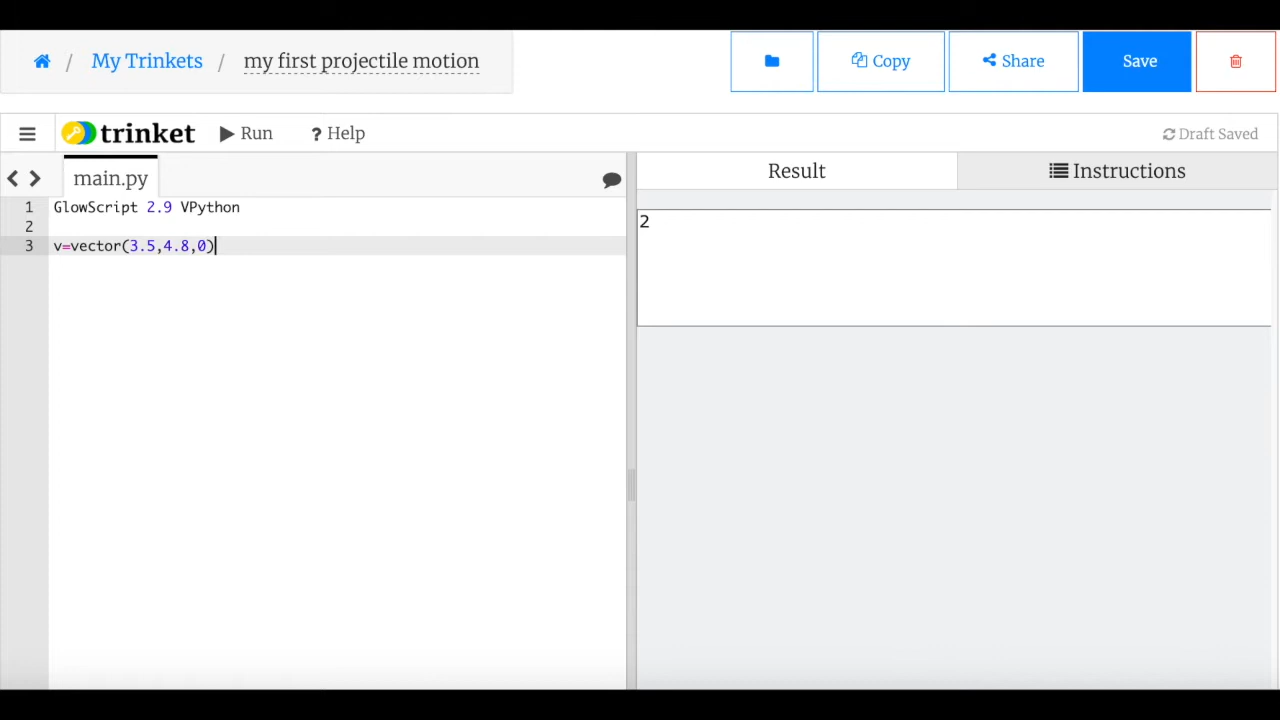 / My Trinkets / my first projectile motion
Copy
Share
Save
trinket
Run
? Help
Draft Saved
main.py
Result
Instructions
1 GlowScript 2.9 VPython
2
3 v=vector(3.5,4.8,0)
2